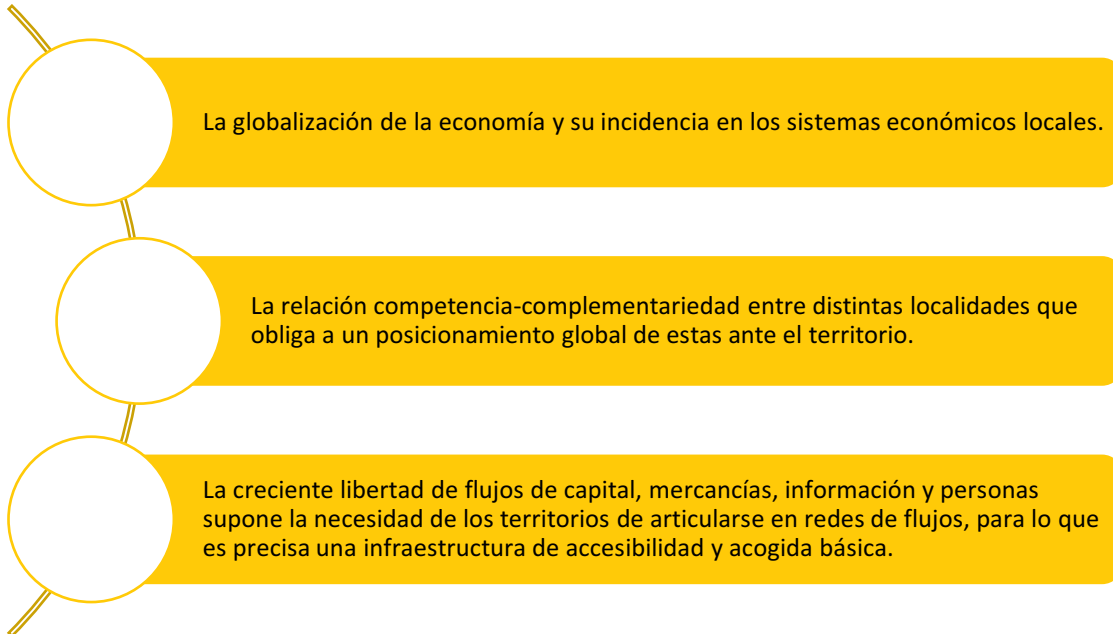 La globalización de la economía y su incidencia en los sistemas económicos locales.
La relación competencia-complementariedad entre distintas localidades que
obliga a un posicionamiento global de estas ante el territorio.
La creciente libertad de flujos de capital, mercancías, información y personas
supone la necesidad de los territorios de articularse en redes de flujos, para lo que
es precisa una infraestructura de accesibilidad y acogida básica.